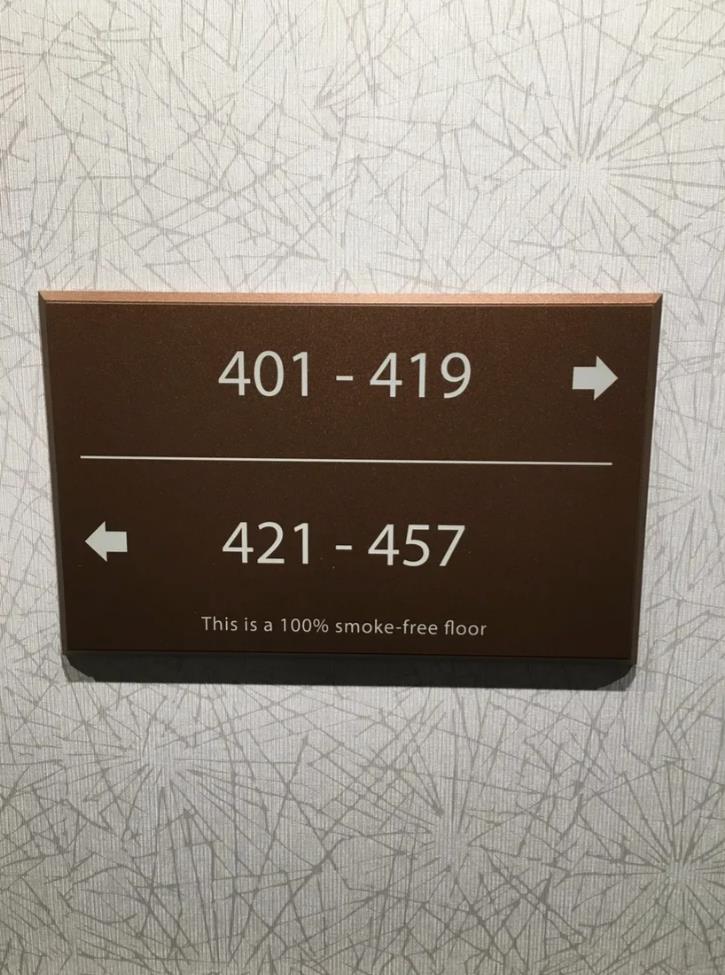 401 - 419
421 - 457
This is a 100% smoke-free floor